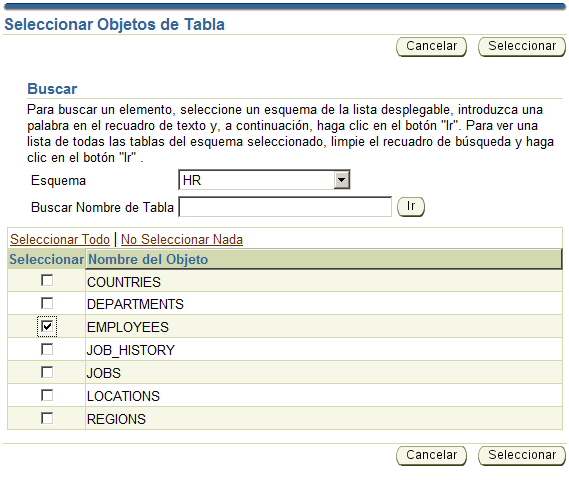 Seleccionar Objetos de Tabla
Cancelar Seleccionar
Buscar
Para buscar un elemento, seleccione un esquema de la lista desplegable, introduzca una
palabra en el recuadro de texto y, a continuación, haga clic en el botón "Ir". Para ver una
lista de todas las tablas del esquema seleccionado, limpie el recuadro de búsqueda y haga
clic en el botón "Ir" .
Esquema HR
Buscar Nombre de Tabla Ir
Seleccionar Todo | No Seleccionar Nada
Seleccionar Nombre del Objeto
COUNTRIES
DEPARTMENTS
EMPLOYEES
JOB_HISTORY
JOBS
LOCATIONS
REGIONS
Cancelar Seleccionar